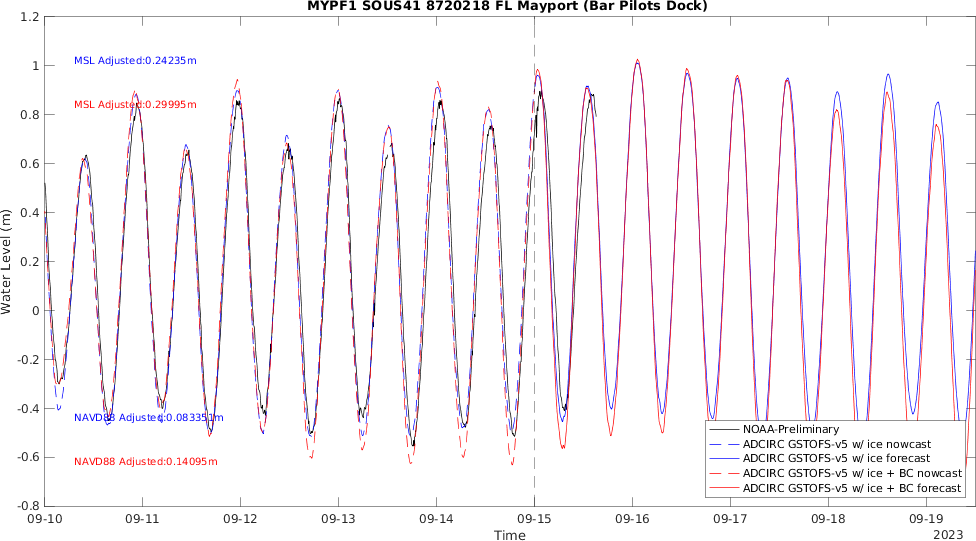 MYPF1 SOUS41 8720218 FL Mayport (Bar Pilots Dock)
1.2
1
0.8
0.6
0.4
0.2
0
-0.2
-0.4
-0.6
-0.8
Water Level (m)
MSL Adjusted:0.24235m
MSL Adjusted:0.29995m
NAVD88 Adjusted:0.083351m
NAVD88 Adjusted:0.14095m
NOAA-Preliminary
ADCIRC GSTOFS-v5 w/ ice nowcast
ADCIRC GSTOFS-v5 w/ ice forecast
ADCIRC GSTOFS-v5 w/ ice + BC nowcast
ADCIRC GSTOFS-v5 w/ ice + BC forecast
09-10 09-11 09-12 09-13 09-14 09-15 09-16 09-17 09-18 09-19
Time
2023